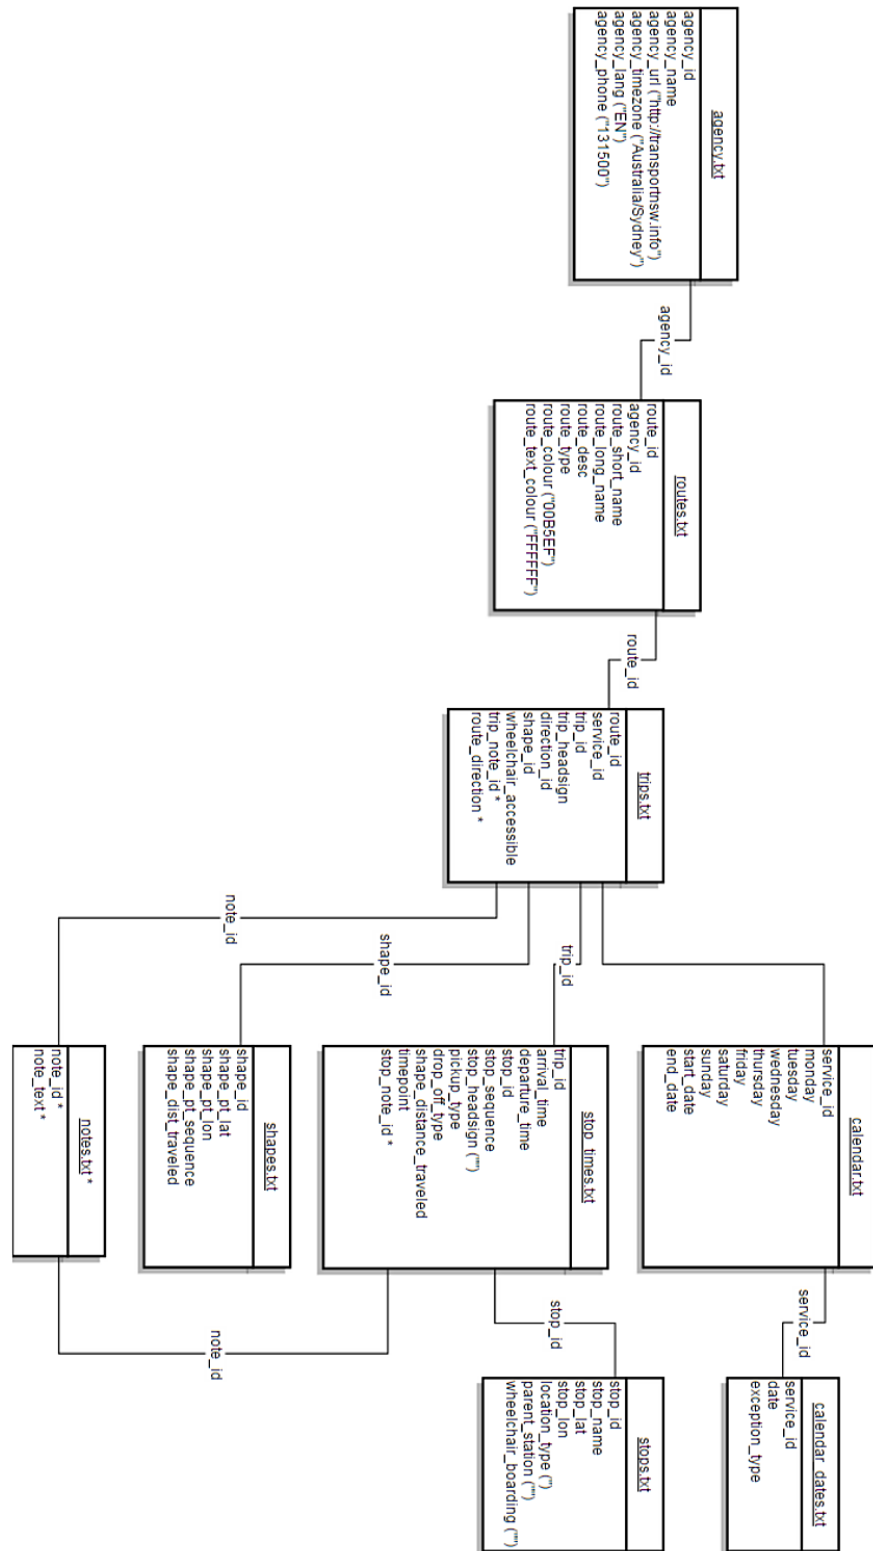 agency.txt
agency_id
agency_name
agency_url ("http://transportnsw.info")
agency_timezone ("Australia/Sydney")
agency_lang ("EN")
agency_phone ("131500")
agency_id
routes.txt
route_id
agency_id
route_short_name
route_long_name
route_desc
route_type
route_colour ("00B5EF")
route_text_colour ("FFFFFF")
route_id
trips.txt
route_id
service_id
trip_id
trip_headsign
direction_id
shape_id
wheelchair_accessible
trip_note_id *
route_direction *
note_id
shape_id
trip_id
calendar.txt
service_id
monday
tuesday
wednesday
thursday
friday
saturday
sunday
start_date
end_date
stop_times.txt
trip_id
arrival_time
departure_time
stop_id
stop_sequence
stop_headsign ("")
pickup_type
drop_off_type
shape_distance_traveled
timepoint
stop_note_id *
shapes.txt
shape_id
shape_pt_lat
shape_pt_lon
shape_pt_sequence
shape_dist_traveled
notes.txt *
note_id *
note_text *
service_id
stop_id
note_id
calendar_dates.txt
service_id
date
exception_type
stops.txt
stop_id
stop_name
stop_lat
stop_lon
location_type (")
parent_station ("")
wheelchair_boarding ("")